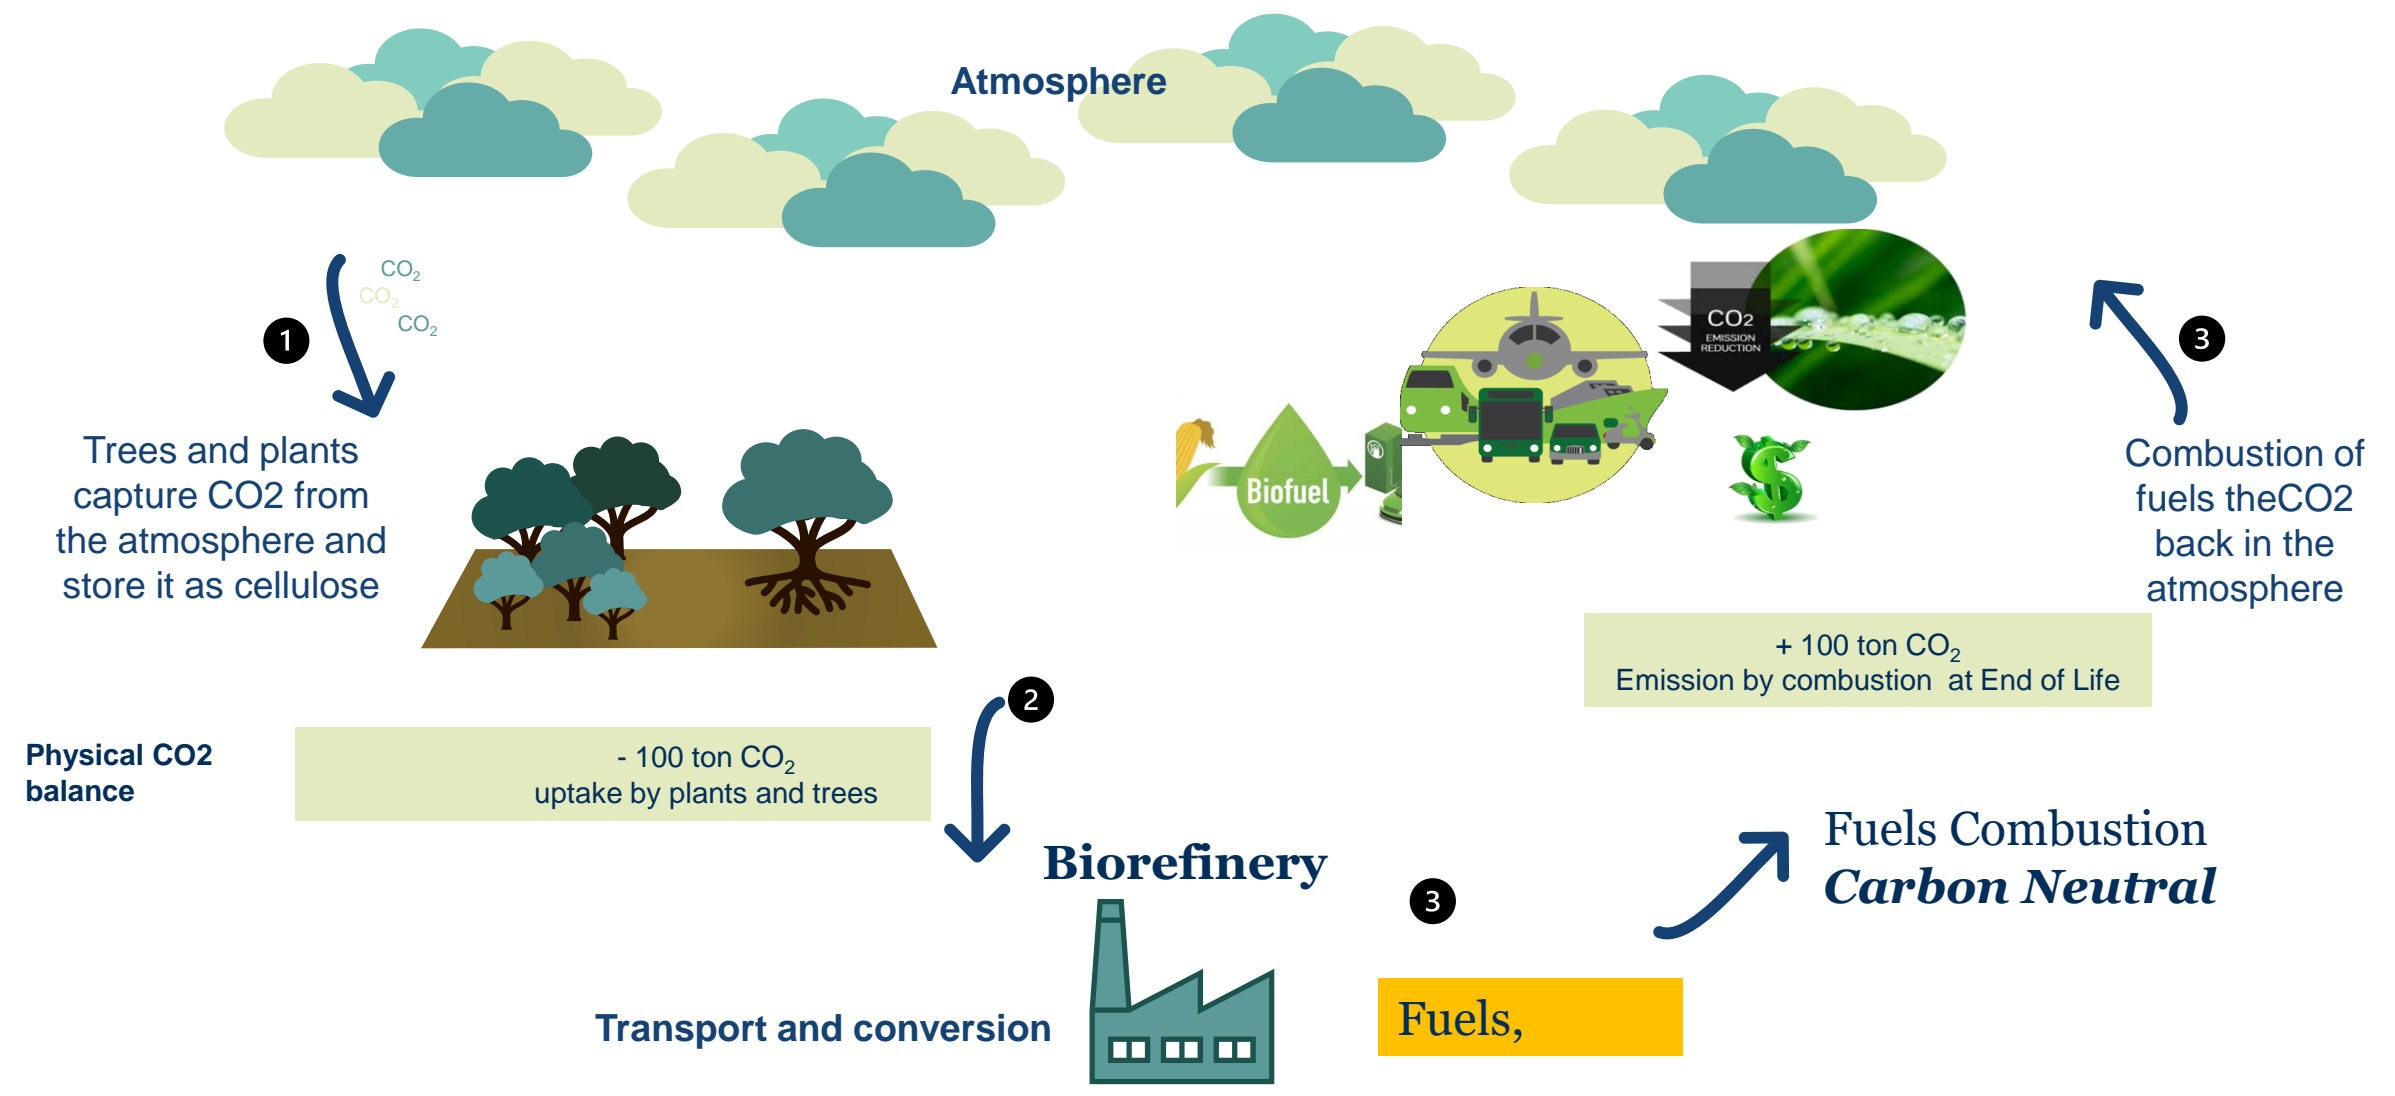 Atmosphere
CO2
CO2
CO2
1
Trees and plants
capture CO2 from
the atmosphere and
store it as cellulose
Biofuel
CO2
EMISSION
REDUCTION
3
Combustion of
fuels theCO2
back in the
atmosphere
+ 100 ton CO2
Emission by combustion at End of Life
2
Physical CO2
balance
- 100 ton CO2
uptake by plants and trees
Biorefinery
3
Fuels Combustion
Carbon Neutral
Transport and conversion
Fuels,